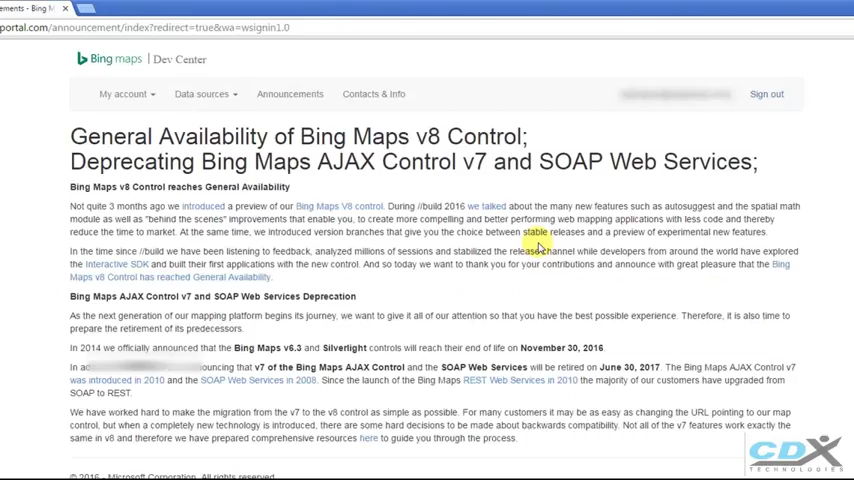 ements - Bing M
portal.com/announcement/index?redirect=true&wa=wsignin1.0
Bing maps | Dev Center
My account Data sources Announcements Contacts & Info Sign out
General Availability of Bing Maps v8 Control;
Deprecating Bing Maps AJAX Control v7 and SOAP Web Services;
Bing Maps v8 Control reaches General Availability
Not quite 3 months ago we introduced a preview of our Bing Maps V8 control. During //build 2016 we talked about the many new features such as autosuggest and the spatial math
module as well as "behind the scenes" improvements that enable you, to create more compelling and better performing web mapping applications with less code and thereby
reduce the time to market. At the same time, we introduced version branches that give you the choice between stable releases and a preview of experimental new features.
In the time since //build we have been listening to feedback, analyzed millions of sessions and stabilized the release channel while developers from around the world have explored
the Interactive SDK and built their first applications with the new control. And so today we want to thank you for your contributions and announce with great pleasure that the Bing
Maps v8 Control has reached General Availability.
Bing Maps AJAX Control v7 and SOAP Web Services Deprecation
As the next generation of our mapping platform begins its journey, we want to give it all of our attention so that you have the best possible experience. Therefore, it is also time to
prepare the retirement of its predecessors.
In 2014 we officially announced that the Bing Maps v6.3 and Silverlight controls will reach their end of life on November 30, 2016.
In ouncing that v7 of the Bing Maps AJAX Control and the SOAP Web Services will be retired on June 30, 2017. The Bing Maps AJAX Control v7
was introduced in 2010 and the SOAP Web Services in 2008. Since the launch of the Bing Maps REST Web Services in 2010 the majority of our customers have upgraded from
SOAP to REST.
We have worked hard to make the migration from the v7 to the v8 control as simple as possible. For many customers it may be as easy as changing the URL pointing to our map
control, but when a completely new technology is introduced, there are some hard decisions to be made about backwards compatibility. Not all of the v7 features work exactly the
same in v8 and therefore we have prepared comprehensive resources here to guide you through the process.
© 2016 - Microsoft Corporation. All rights reserved.
CDX
TECHNOLOGIES